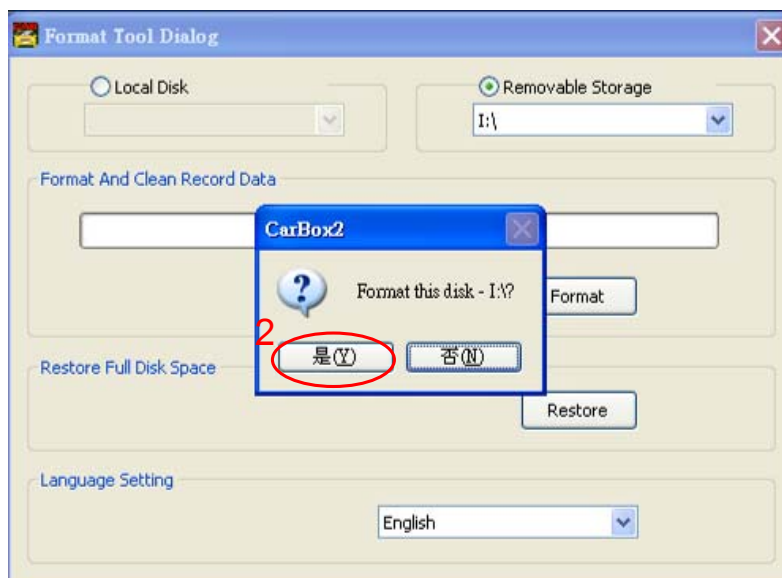 Format Tool Dialog
Local Disk
Removable Storage
I:\
Format And Clean Record Data
CarBox2
Format this disk - I:\?
Format
2
是(Y)
否(N)
Restore Full Disk Space
Restore
Language Setting
English